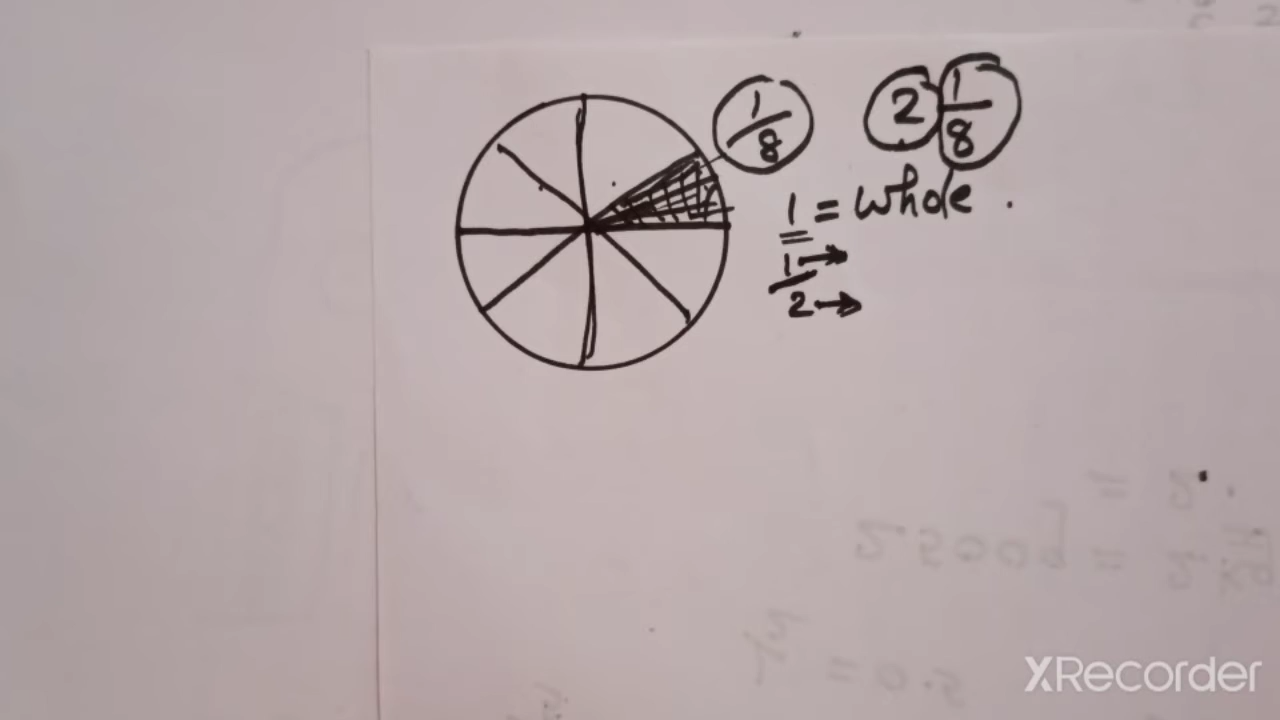 1/8 2 1/8
1 = whole .
1/2
XRecorder